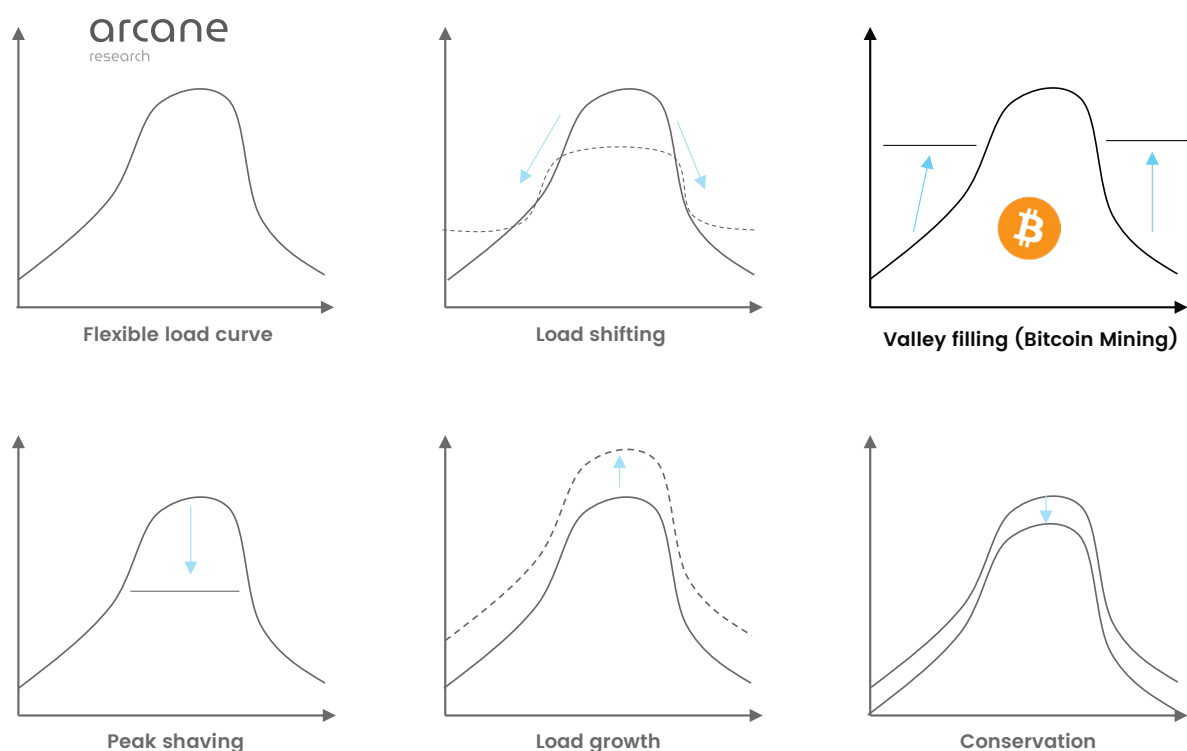 arcane
research
Flexible load curve
Load shifting
Valley filling (Bitcoin Mining)
Peak shaving
Load growth
Conservation